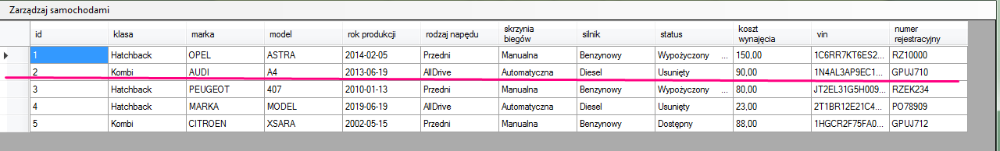 Zarządzaj samochodami
id klasa marka model rok produkcji rodzaj napędu skrzynia biegów silnik status koszt wynajęcia vin numer rejestracyjny
1 Hatchback OPEL ASTRA 2014-02-05 Przedni Manualna Benzynowy Wypożyczony ... 150,00 1C6RR7KT6ES2... RZ10000
2 Kombi AUDI A4 2013-06-19 AllDrive Automatyczna Diesel Usunięty 90,00 1N4AL3AP9EC1... GPUJ710
3 Hatchback PEUGEOT 407 2010-01-13 Przedni Manualna Benzynowy Wypożyczony ... 80,00 JT2EL31G5H009... RZEK234
4 Hatchback MARKA MODEL 2019-06-19 AllDrive Automatyczna Diesel Usunięty 23,00 2T1BR12E21C4... PO78909
5 Kombi CITROEN XSARA 2002-05-15 Przedni Manualna Benzynowy Dostępny 88,00 1HGCR2F75FA0... GPUJ712